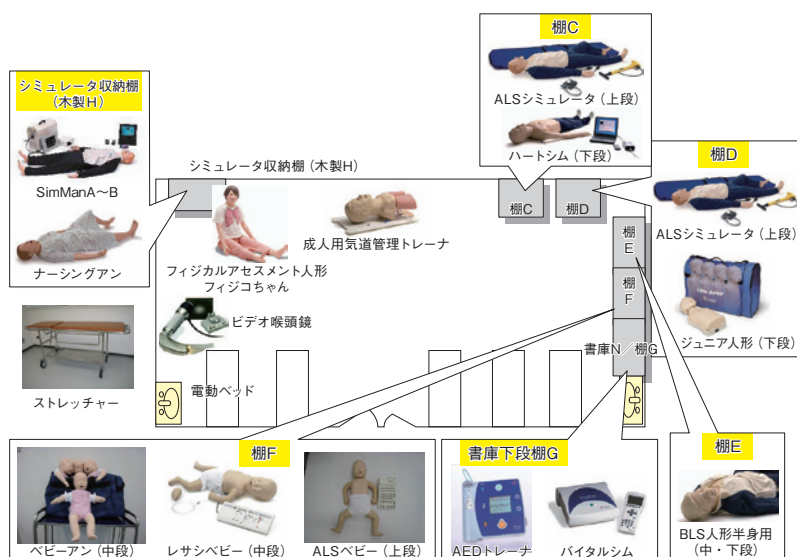 棚C
ALSシミュレータ（上段）
ハートシム（下段）
シミュレータ収納棚
（木製H）
SimManA～B
ナーシングアン
シミュレータ収納棚（木製H）
棚C
棚D
棚D
ALSシミュレータ（上段）
ジュニア人形（下段）
フィジカルアセスメント人形
フィジコちゃん
成人用気道管理トレーナ
棚E
棚F
書庫N／棚G
ビデオ喉頭鏡
電動ベッド
ストレッチャー
棚F
ベビーアン（中段）
レサシベビー（中段）
ALSベビー（上段）
書庫下段棚G
AEDトレーナ
バイタルシム
棚E
BLS人形半身用
（中・下段）